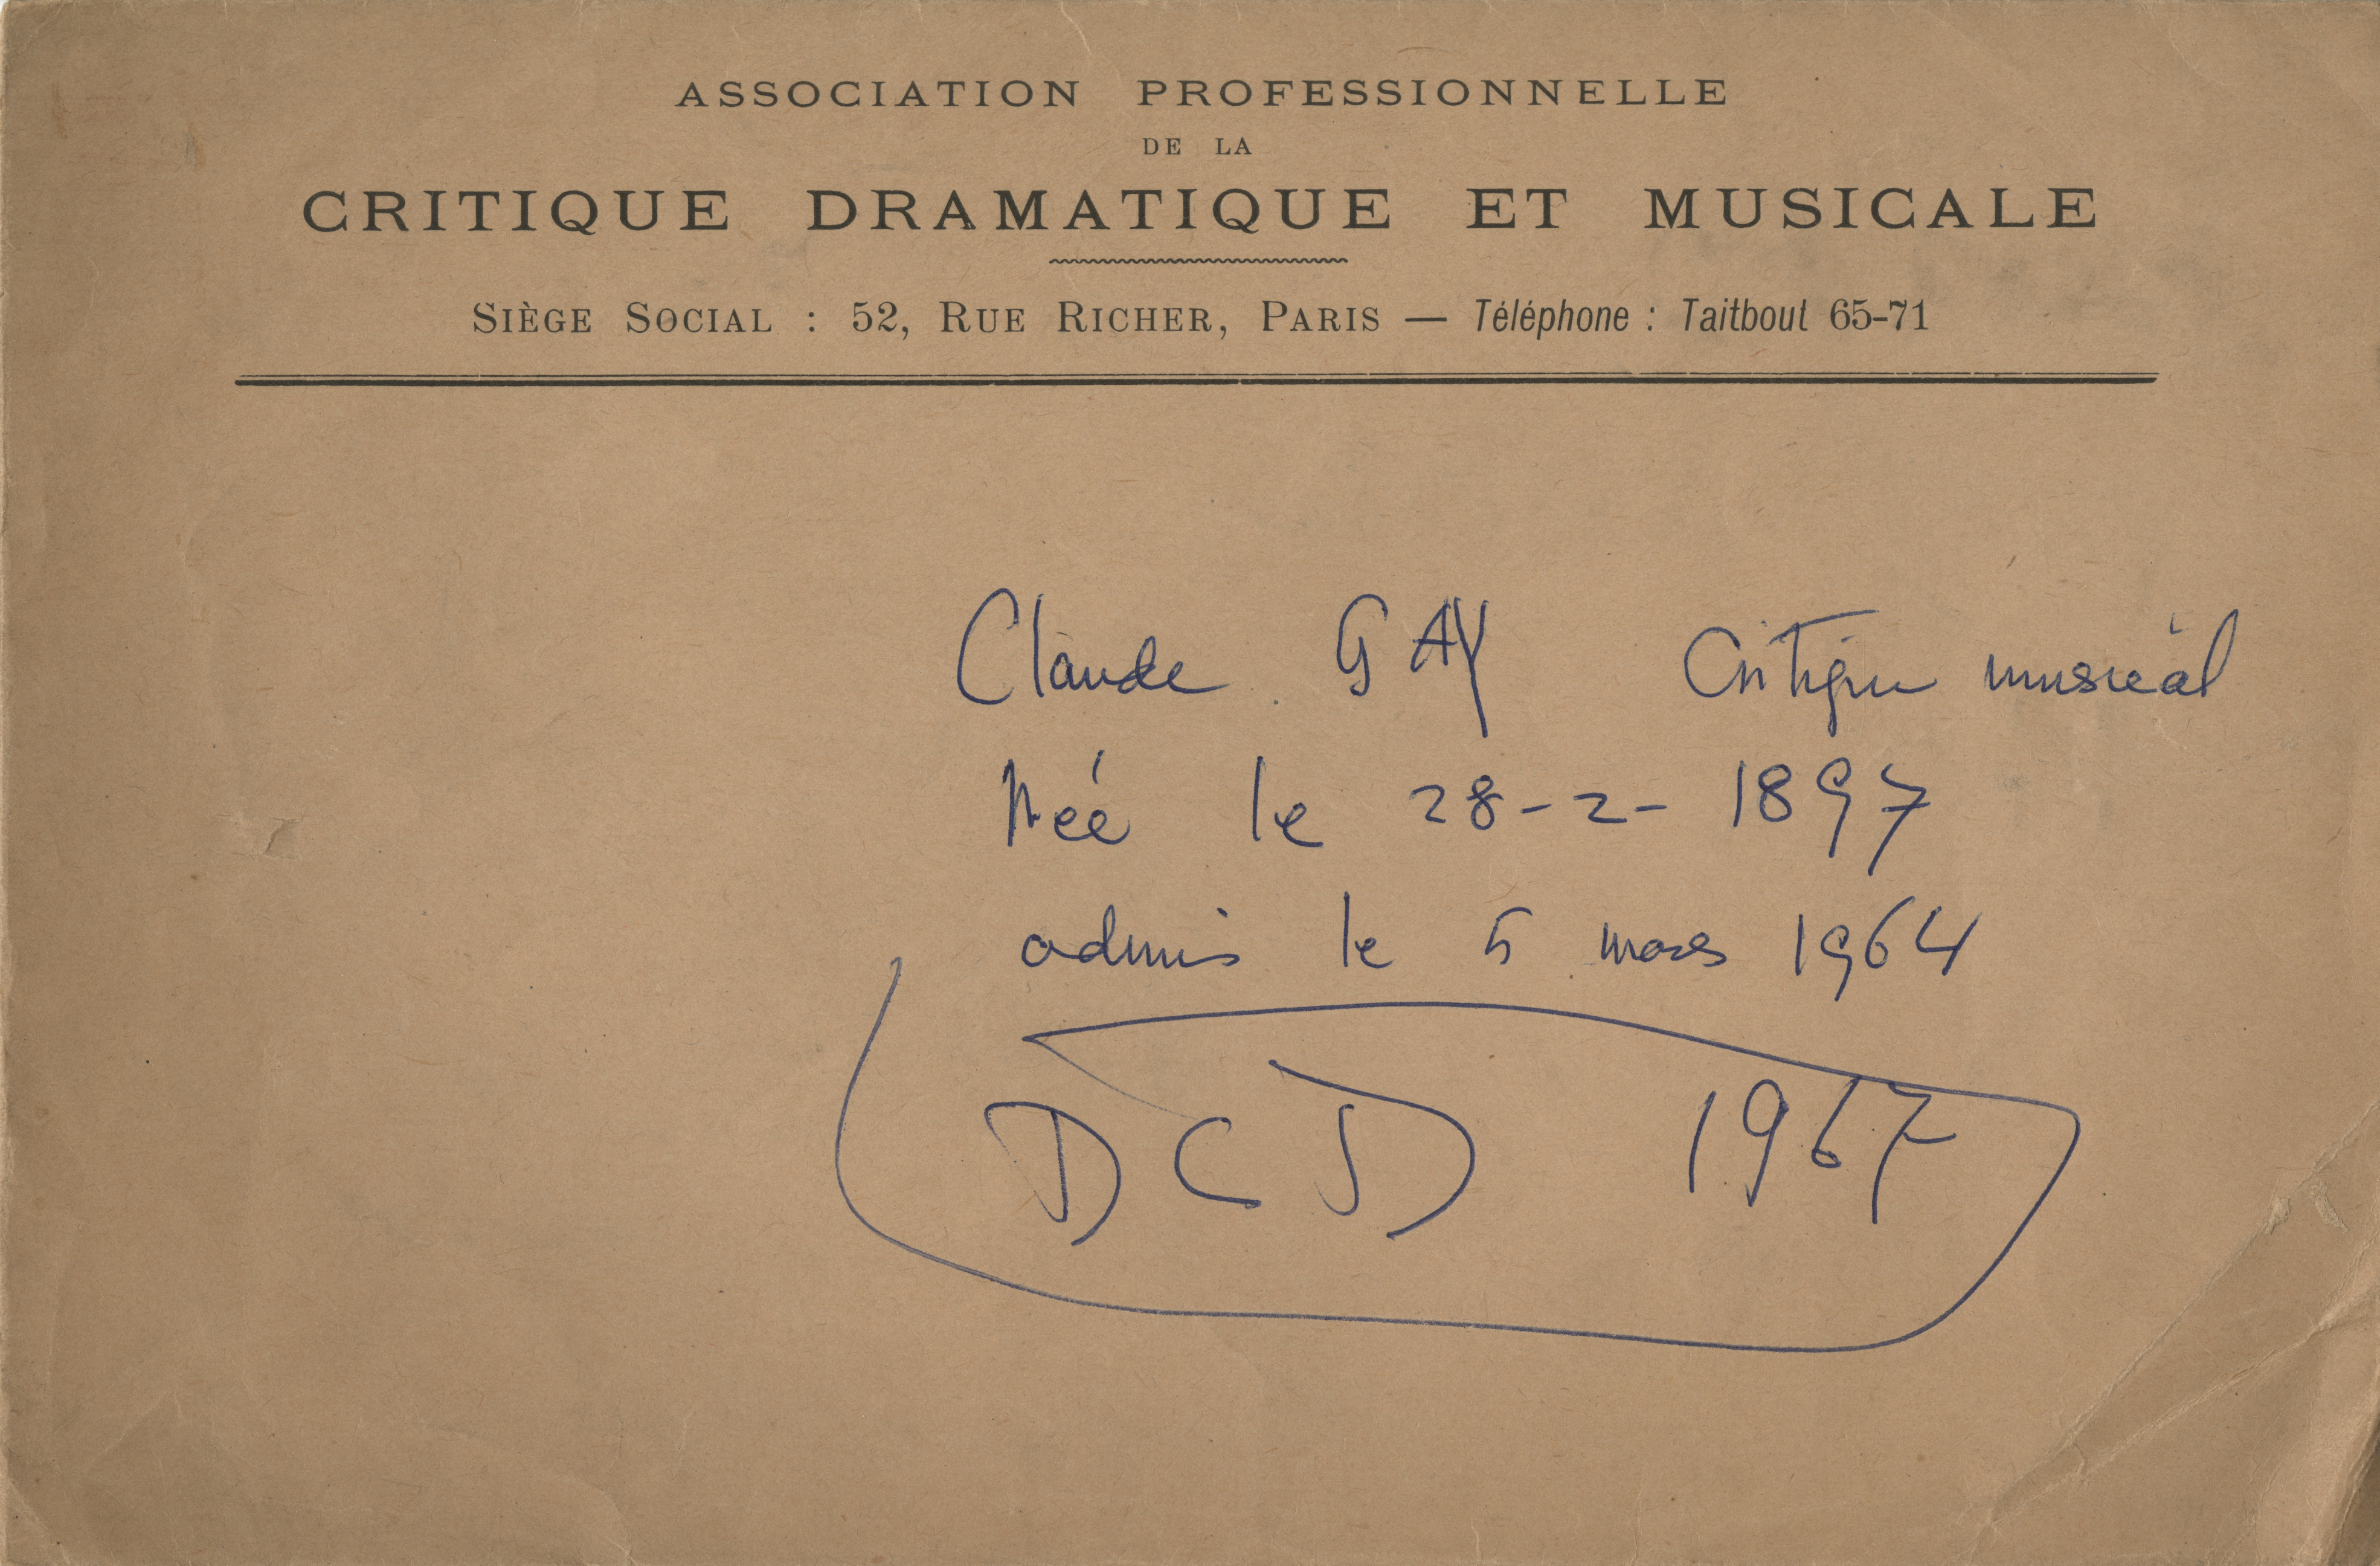 ASSOCIATION PROFESSIONNELLE
DE LA
CRITIQUE DRAMATIQUE ET MUSICALE
SIÈGE SOCIAL : 52, RUE RICHER, PARIS — Téléphone : Taitbout 65-71
Claude GAY Critique musical
Née le 28-2-1897
admis le 5 mars 1964
DCD 1967